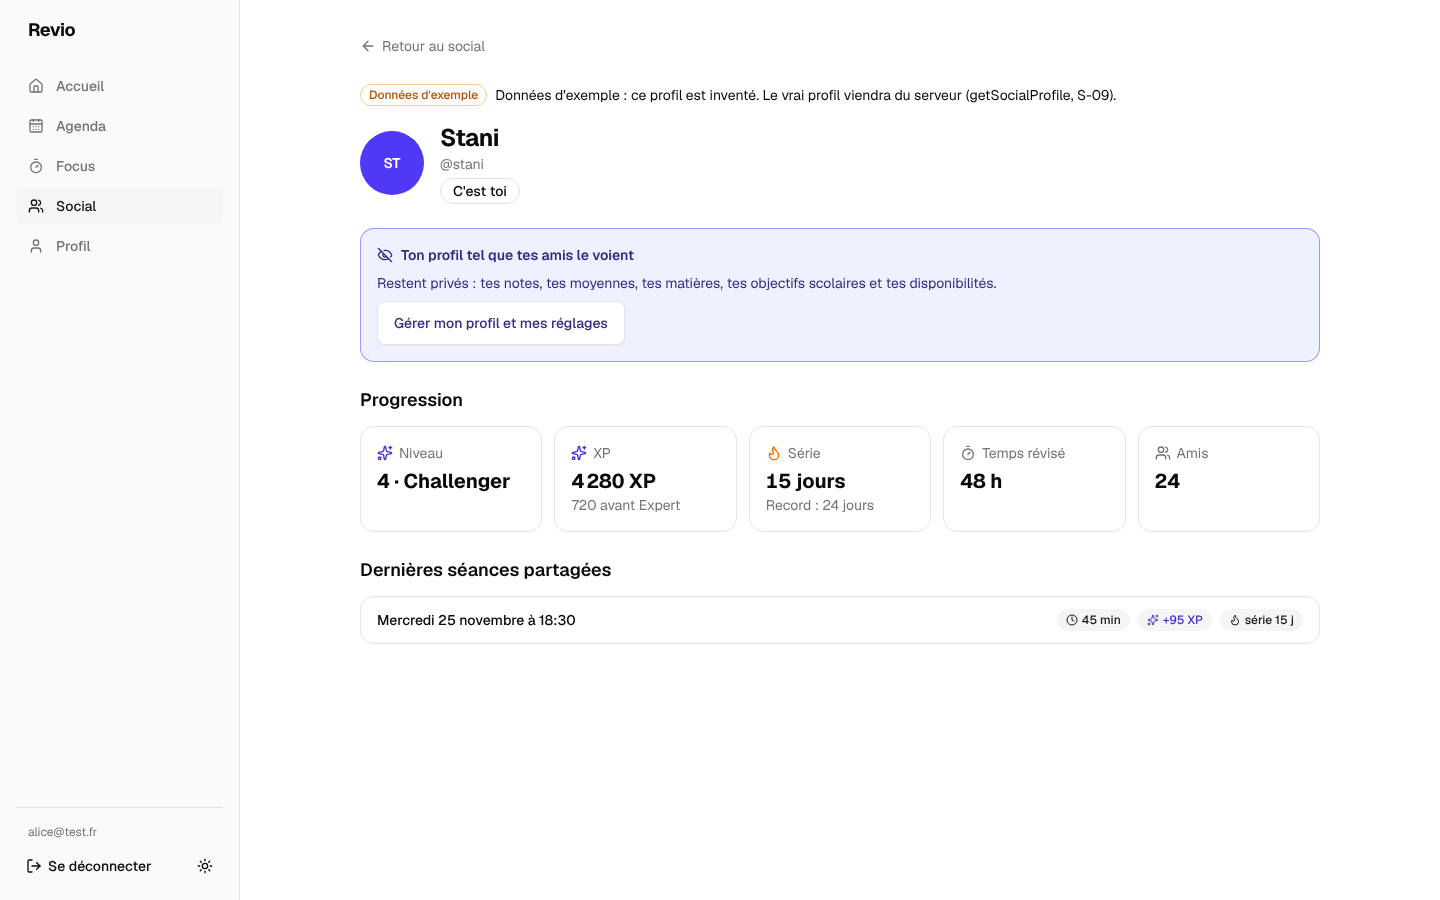 Revio
Accueil
Agenda
Focus
Social
Profil
alice@test.fr
Se déconnecter
Retour au social
Données d'exemple
Données d'exemple : ce profil est inventé. Le vrai profil viendra du serveur (getSocialProfile, S-09).
ST
Stani
@stani
C'est toi
Ton profil tel que tes amis le voient
Restent privés : tes notes, tes moyennes, tes matières, tes objectifs scolaires et tes disponibilités.
Gérer mon profil et mes réglages
Progression
Niveau
4 · Challenger
XP
4 280 XP
720 avant Expert
Série
15 jours
Record : 24 jours
Temps révisé
48 h
Amis
24
Dernières séances partagées
Mercredi 25 novembre à 18:30
45 min
+95 XP
série 15 j